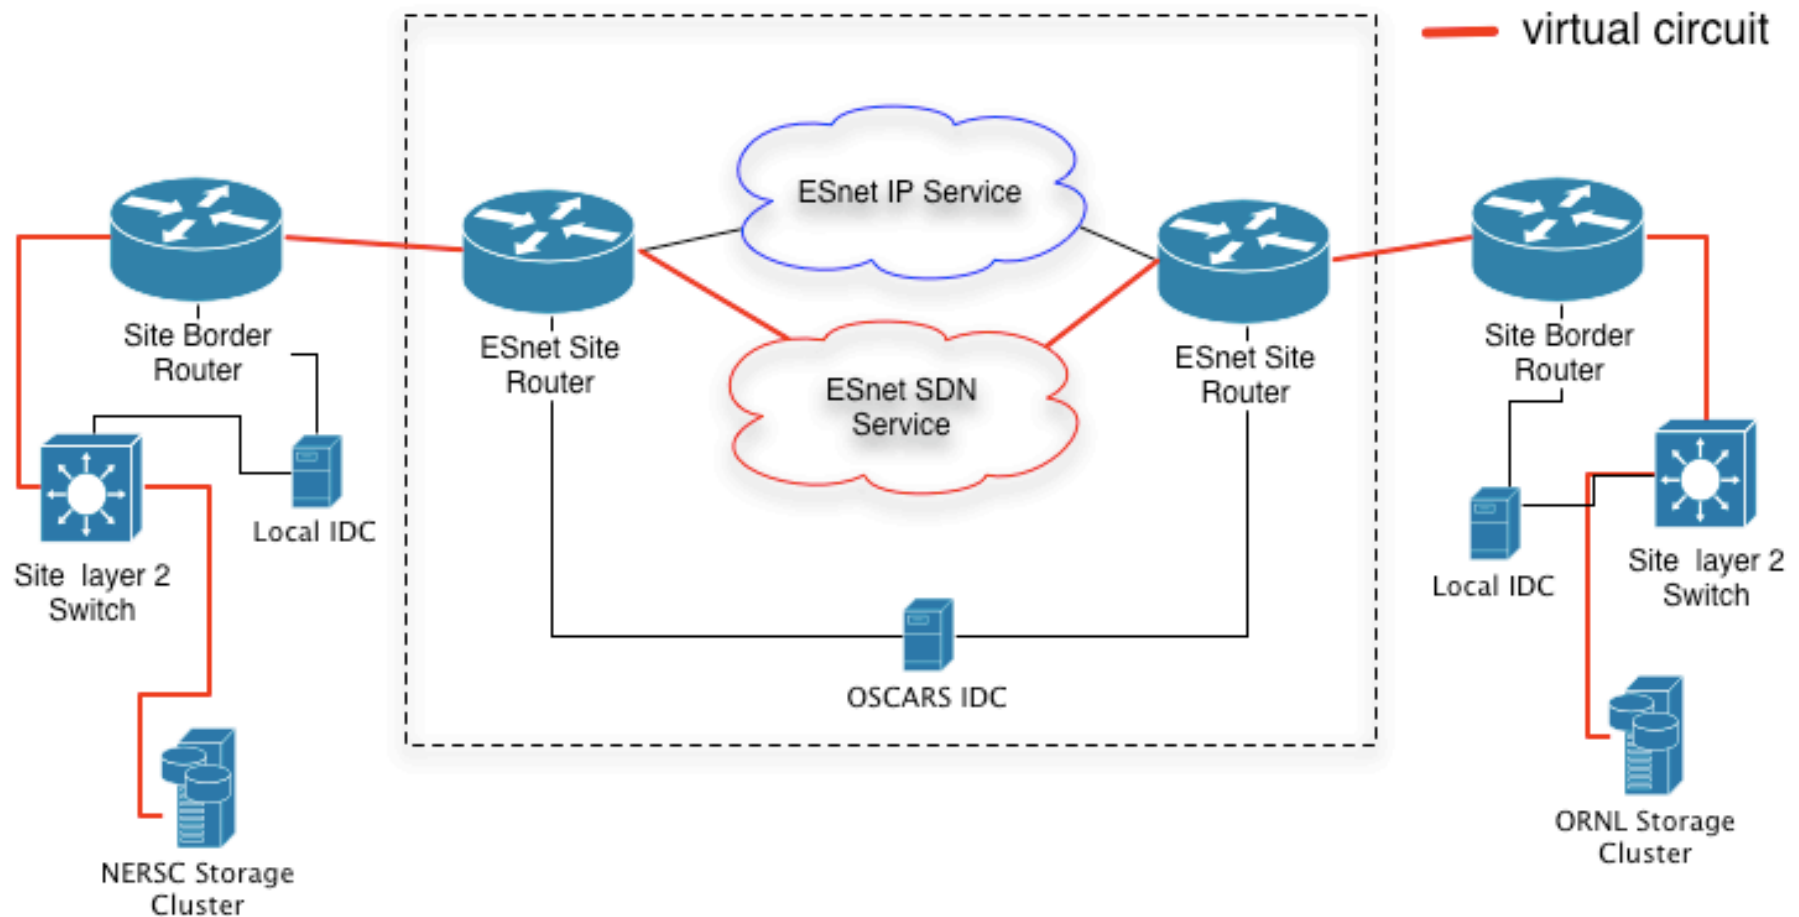 virtual circuit
ESnet IP Service
Site Border
Router
ESnet Site
Router
ESnet SDN
Service
ESnet Site
Router
Site Border
Router
Local IDC
Site layer 2
Switch
Local IDC
Site layer 2
Switch
OSCARS IDC
NERSC Storage
Cluster
ORNL Storage
Cluster